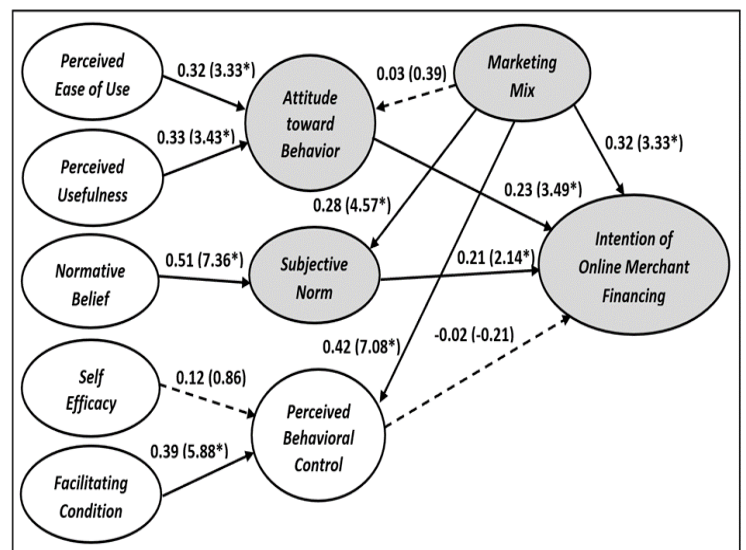 Perceived
Ease of Use
0.32 (3.33*)
Attitude
toward
Behavior
0.03 (0.39)
Marketing
Mix
Perceived
Usefulness
0.33 (3.43*)
0.32 (3.33*)
0.28 (4.57*)
0.23 (3.49*)
Normative
Belief
0.51 (7.36*)
Subjective
Norm
0.21 (2.14*)
Intention of
Online Merchant
Financing
Self
Efficacy
0.12 (0.86)
0.42 (7.08*)
-0.02 (-0.21)
Perceived
Behavioral
Control
0.39 (5.88*)
Facilitating
Condition